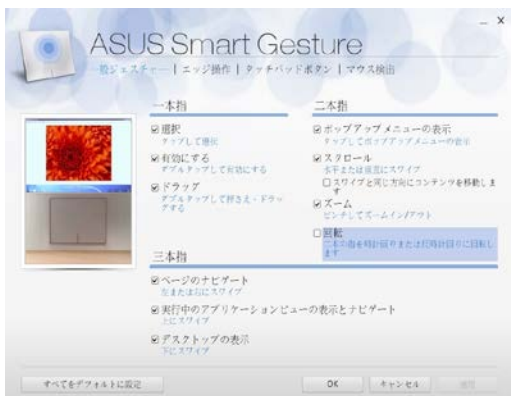 ASUS Smart Gesture
一般ジェスチャー | エッジ操作 | タッチパッドボタン | マウス検出
一本指
選択
タップして選択
有効にする
ダブルタップして有効にする
ドラッグ
ダブルタップして押さえ、ドラッ
グする
二本指
ポップアップメニューの表示
タップしてポップアップメニューの表示
スクロール
水平または垂直にスワイプ
スワイプと同じ方向にコンテンツを移動しま
す
ズーム
ピンチしてズームイン/アウト
回転
二本の指を時計回りまたは反時計回りに回転し
ます
三本指
ページのナビゲート
左または右にスワイプ
実行中のアプリケーションビューの表示とナビゲート
上にスワイプ
デスクトップの表示
下にスワイプ
すべてをデフォルトに設定
OK
キャンセル
適用